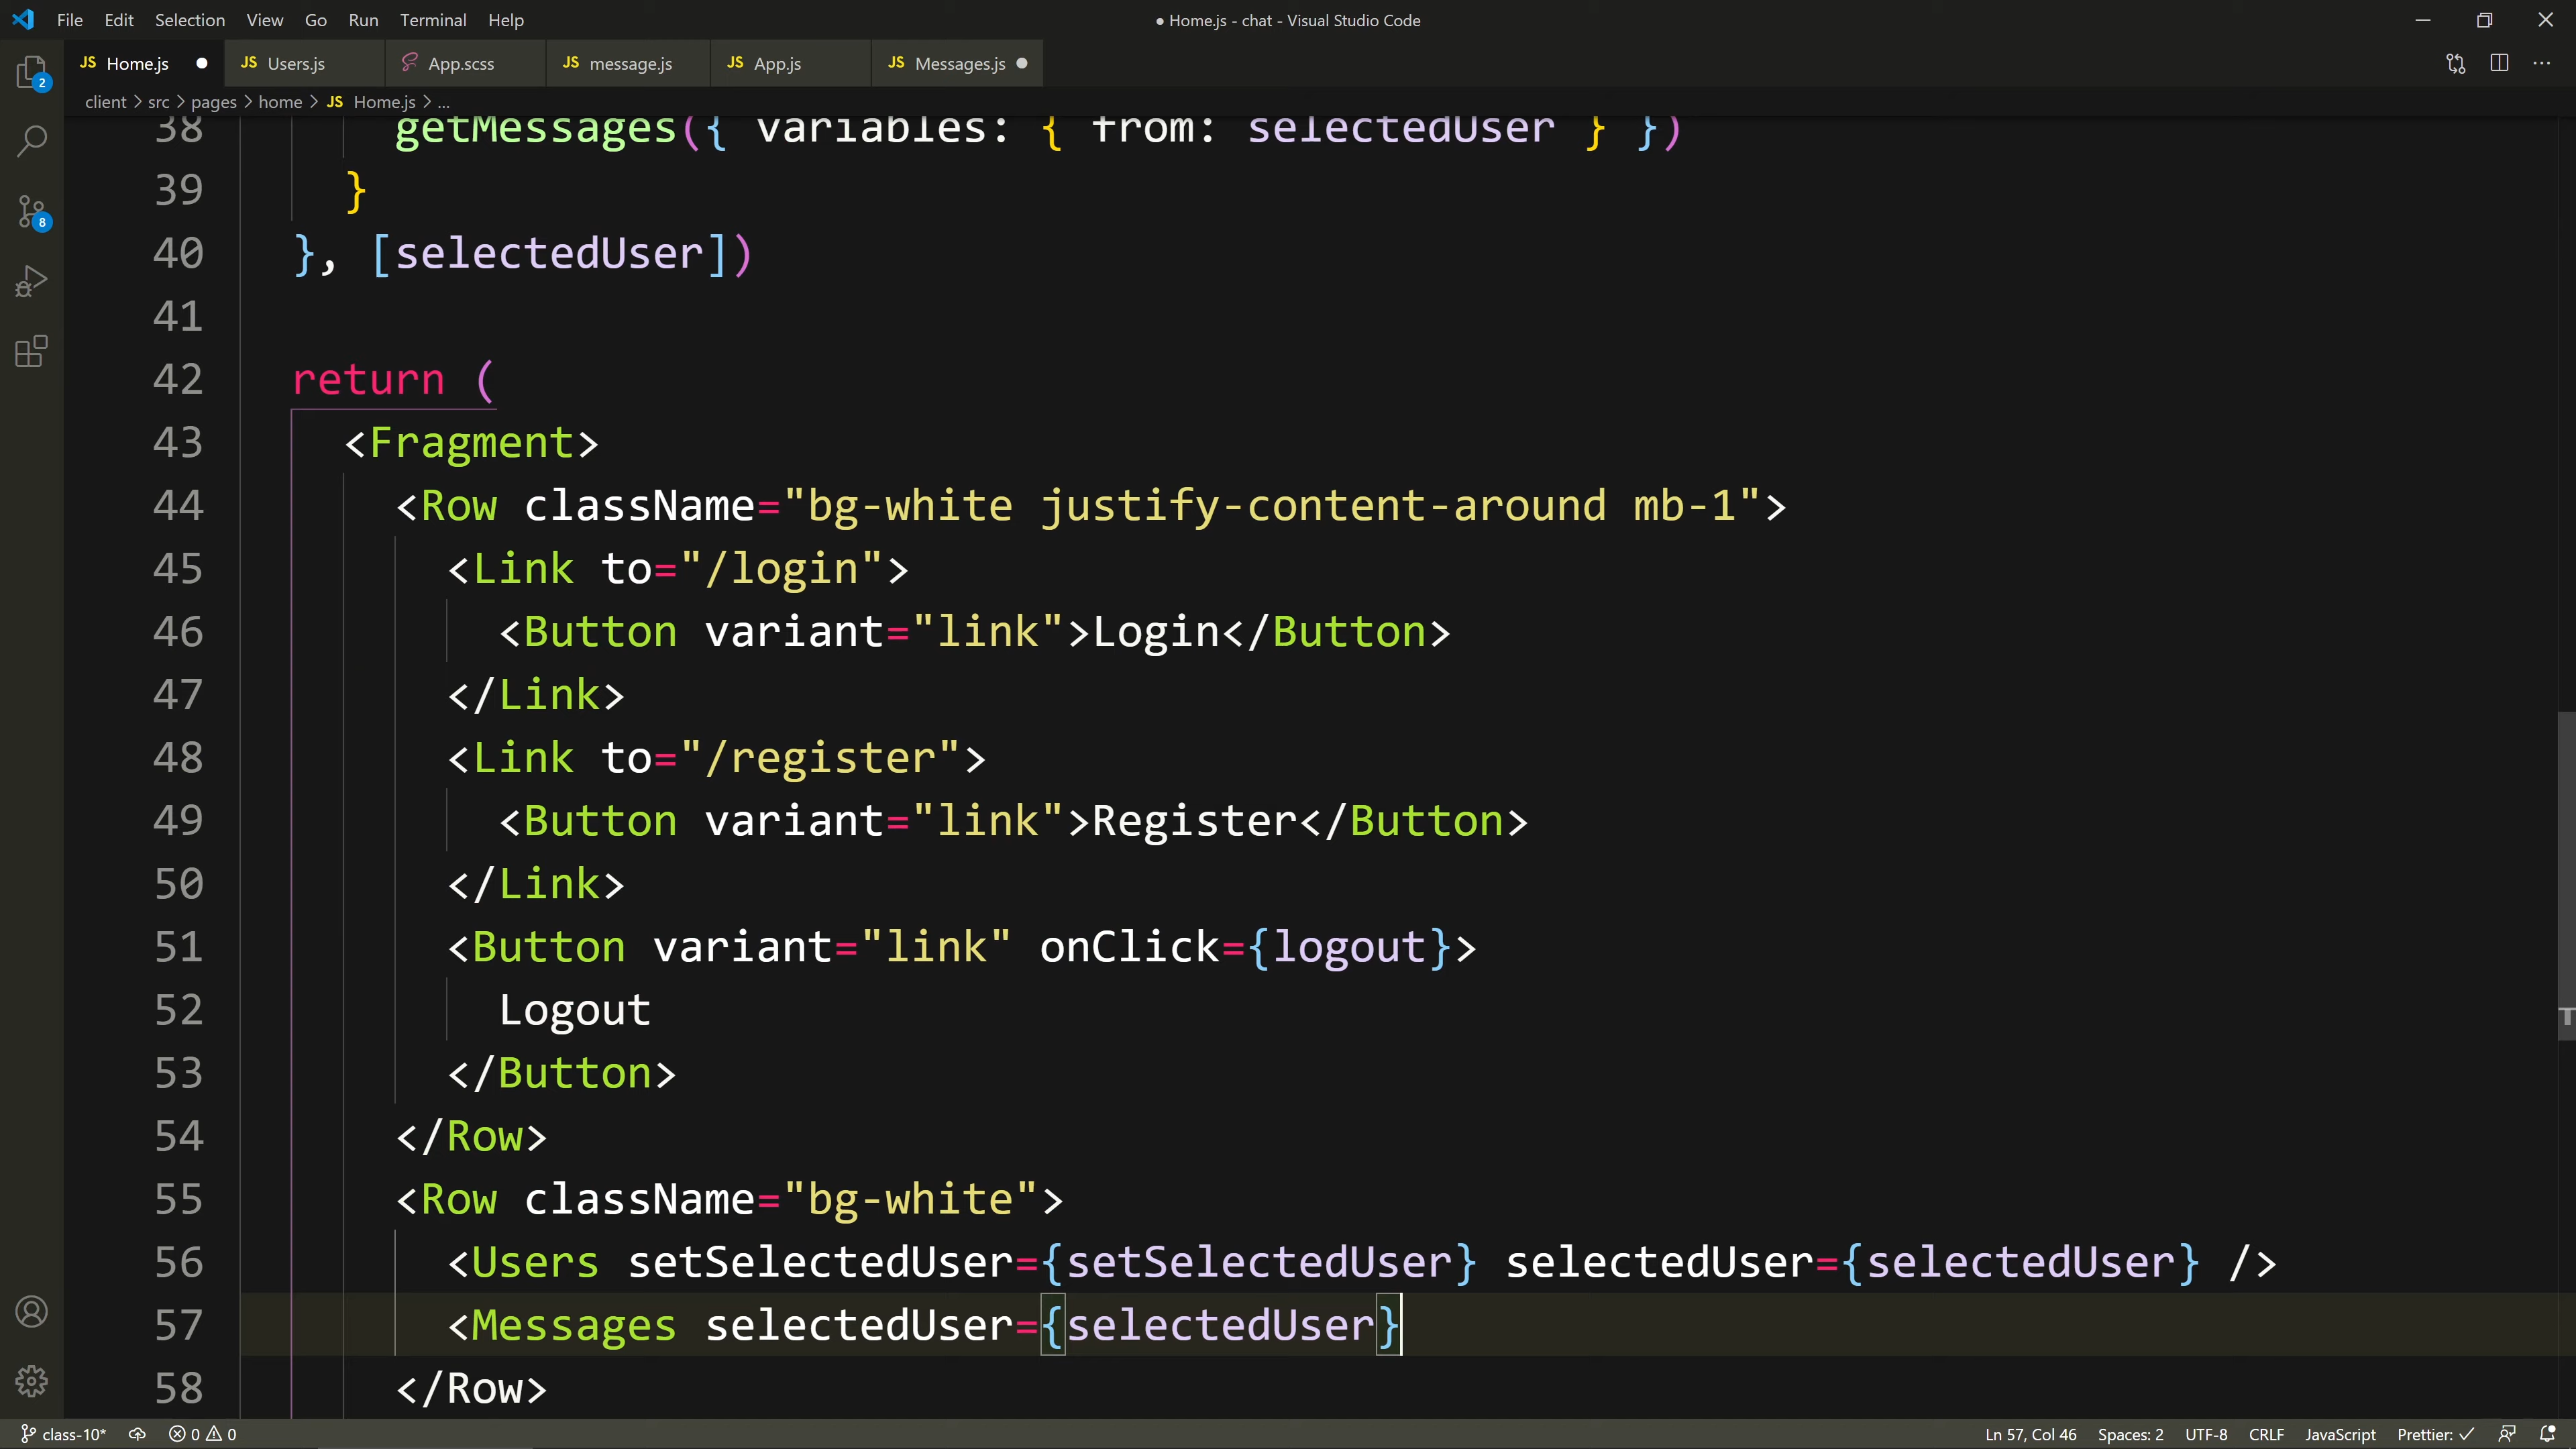 File Edit Selection View Go Run Terminal Help
● Home.js - chat - Visual Studio Code
JS Home.js ● JS Users.js App.scss JS message.js JS App.js JS Messages.js ●
client > src > pages > home > JS Home.js > ...
2
8
38 getMessages({ variables: { from: selectedUser } })
39 }
40 }, [selectedUser])
41
42 return (
43 <Fragment>
44 <Row className="bg-white justify-content-around mb-1">
45 <Link to="/login">
46 <Button variant="link">Login</Button>
47 </Link>
48 <Link to="/register">
49 <Button variant="link">Register</Button>
50 </Link>
51 <Button variant="link" onClick={logout}>
52 Logout
53 </Button>
54 </Row>
55 <Row className="bg-white">
56 <Users setSelectedUser={setSelectedUser} selectedUser={selectedUser} />
57 <Messages selectedUser={selectedUser}
58 </Row>
class-10* 0 0 Ln 57, Col 46 Spaces: 2 UTF-8 CRLF JavaScript Prettier: ✓